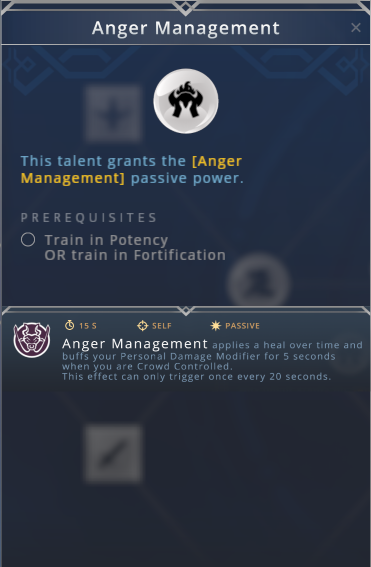 Anger Management
This talent grants the [Anger
Management] passive power.
PREREQUISITES
Train in Potency
OR train in Fortification
15 S SELF PASSIVE
Anger Management applies a heal over time and
buffs your Personal Damage Modifier for 5 seconds
when you are Crowd Controlled.
This effect can only trigger once every 20 seconds.